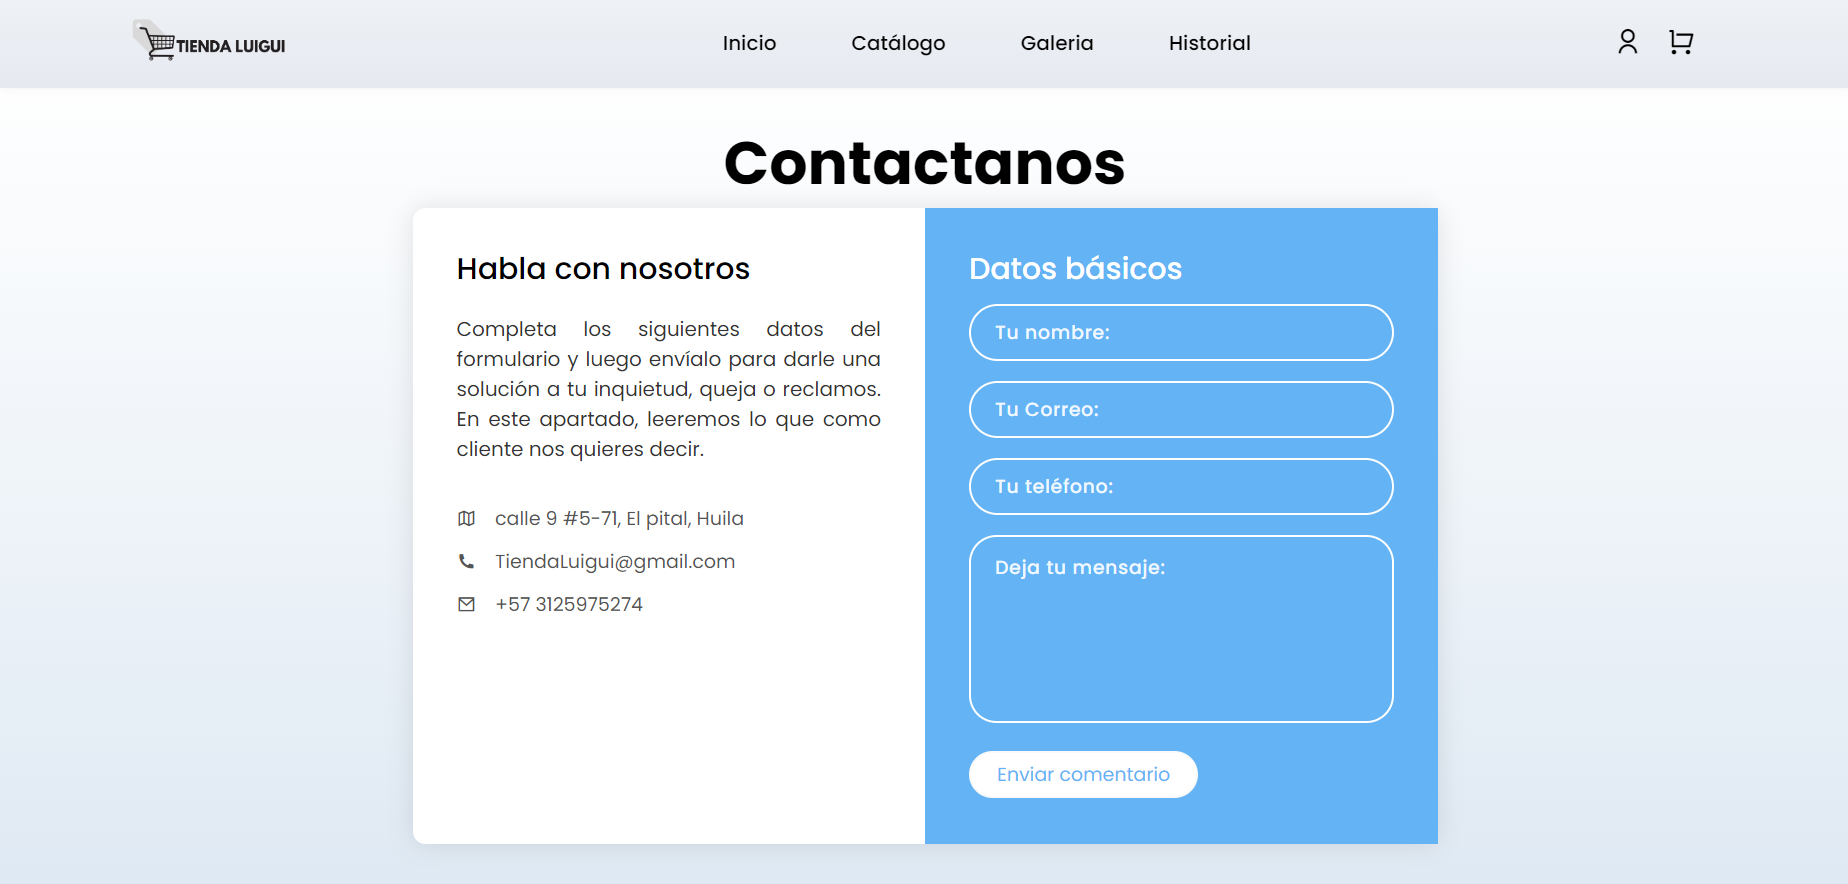 TIENDA LUIGUI
Inicio
Catálogo
Galeria
Historial
Contactanos
Habla con nosotros
Completa los siguientes datos del
formulario y luego envíalo para darle una
solución a tu inquietud, queja o reclamos.
En este apartado, leeremos lo que como
cliente nos quieres decir.
calle 9 #5-71, El pital, Huila
TiendaLuigui@gmail.com
+57 3125975274
Datos básicos
Tu nombre:
Tu Correo:
Tu teléfono:
Deja tu mensaje:
Enviar comentario